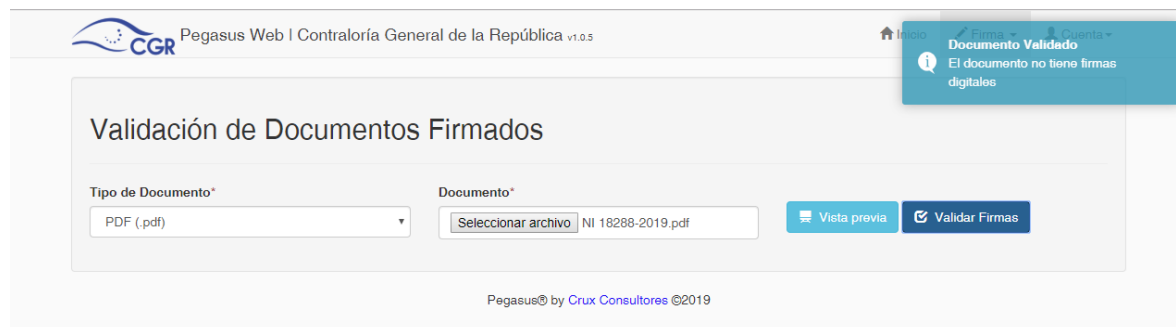 CGR Pegasus Web | Contraloría General de la República v1.0.5
Inicio Firma Cuenta
Documento Validado
El documento no tiene firmas
digitales
Validación de Documentos Firmados
Tipo de Documento* Documento*
PDF (.pdf) Seleccionar archivo NI 18288-2019.pdf Vista previa Validar Firmas
Pegasus® by Crux Consultores ©2019